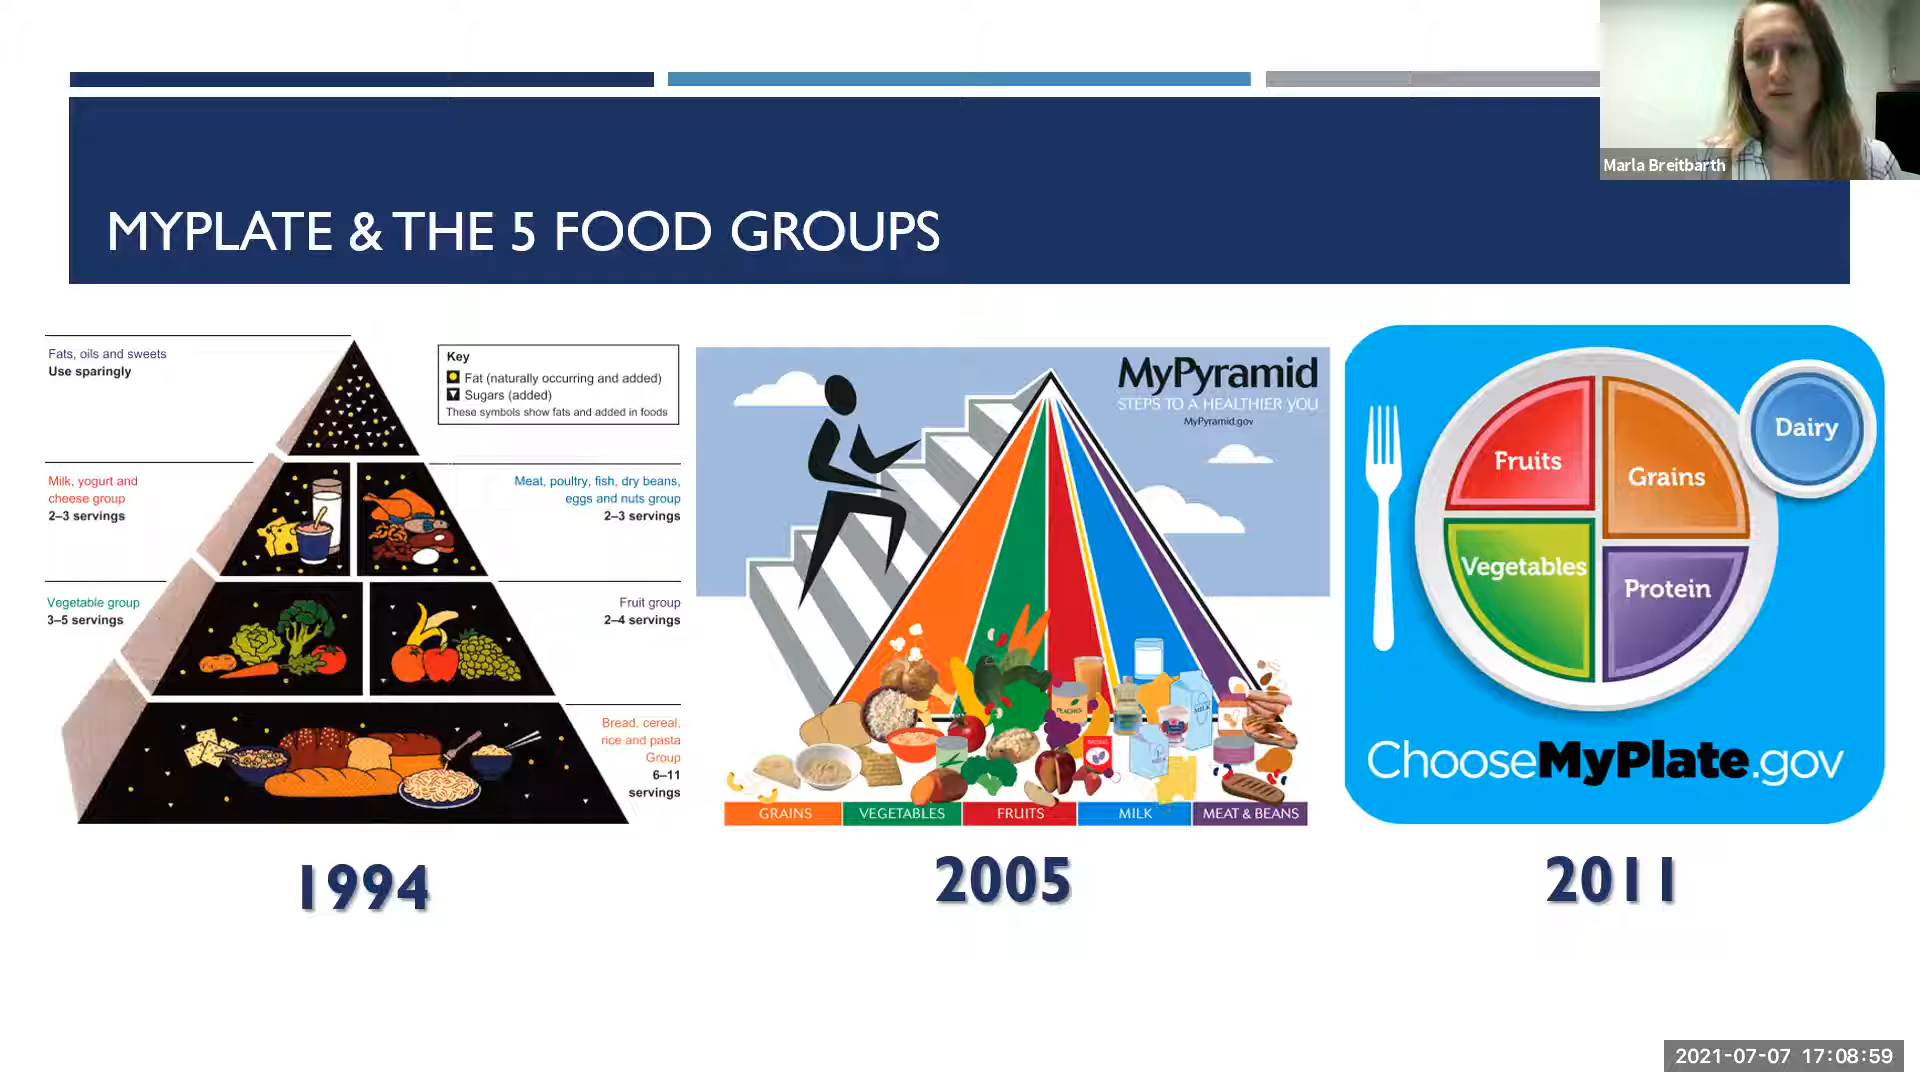 Marla Breitbarth
MYPLATE & THE 5 FOOD GROUPS
Fats, oils and sweets
Use sparingly
Key
Fat (naturally occurring and added)
Sugars (added)
These symbols show fats and added in foods
Milk, yogurt and
cheese group
2–3 servings
Meat, poultry, fish, dry beans,
eggs and nuts group
2–3 servings
Vegetable group
3–5 servings
Fruit group
2–4 servings
Bread, cereal,
rice and pasta
Group
6–11
servings
1994
MyPyramid
STEPS TO A HEALTHIER YOU
MyPyramid.gov
PEACHES
RAISINS
MILK
MILK
GRAINS
VEGETABLES
FRUITS
MILK
MEAT & BEANS
2005
Fruits
Grains
Dairy
Vegetables
Protein
ChooseMyPlate.gov
2011
2021-07-07 17:08:59